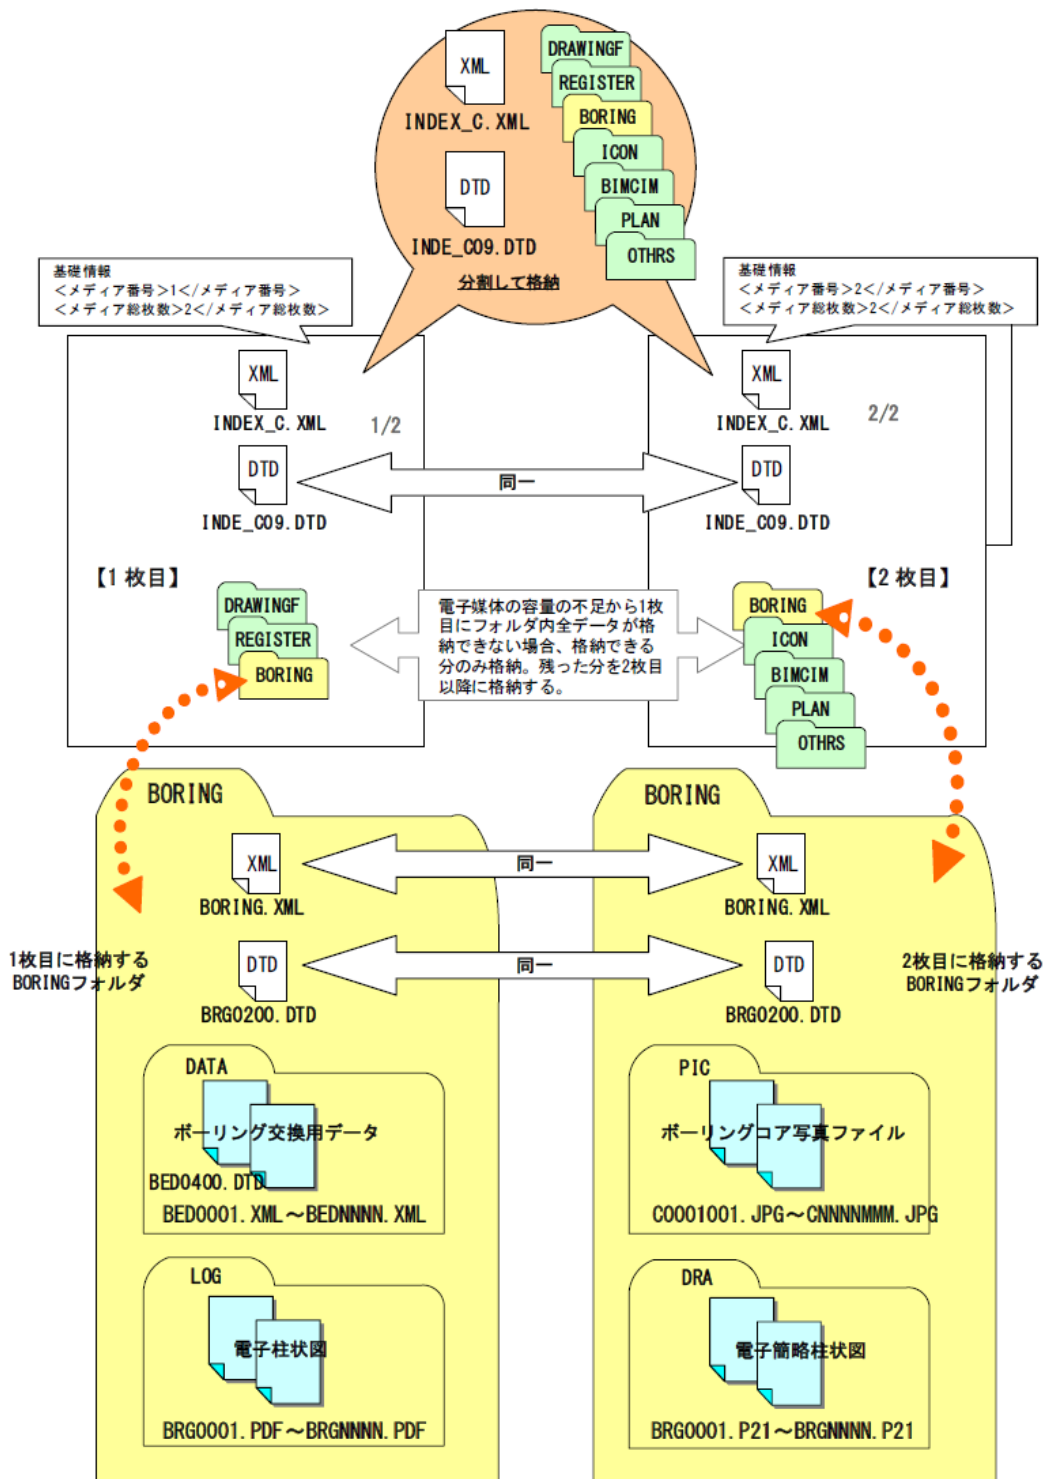 XML
INDEX_C.XML
DTD
INDE_C09.DTD
分割して格納
DRAWINGF
REGISTER
BORING
ICON
BIMCIM
PLAN
OTHRS
基礎情報
<メディア番号>1</メディア番号>
<メディア総枚数>2</メディア総枚数>
基礎情報
<メディア番号>2</メディア番号>
<メディア総枚数>2</メディア総枚数>
XML
INDEX_C.XML
1/2
DTD
INDE_C09.DTD
同一
XML
INDEX_C.XML
2/2
DTD
INDE_C09.DTD
【1枚目】
DRAWINGF
REGISTER
BORING
電子媒体の容量の不足から1枚
目にフォルダ内全データが格
納できない場合、格納できる
分のみ格納。残った分を2枚目
以降に格納する。
【2枚目】
BORING
ICON
BIMCIM
PLAN
OTHRS
BORING
BORING
XML
BORING.XML
同一
XML
BORING.XML
1枚目に格納する
BORINGフォルダ
DTD
BRG0200.DTD
同一
DTD
BRG0200.DTD
2枚目に格納する
BORINGフォルダ
DATA
ボーリング交換用データ
BED0400.DTD
BED0001.XML～BEDNNNN.XML
PIC
ボーリングコア写真ファイル
C0001001.JPG～CNNNNMMM.JPG
LOG
電子柱状図
BRG0001.PDF～BRGNNNN.PDF
DRA
電子簡略柱状図
BRG0001.P21～BRGNNNN.P21